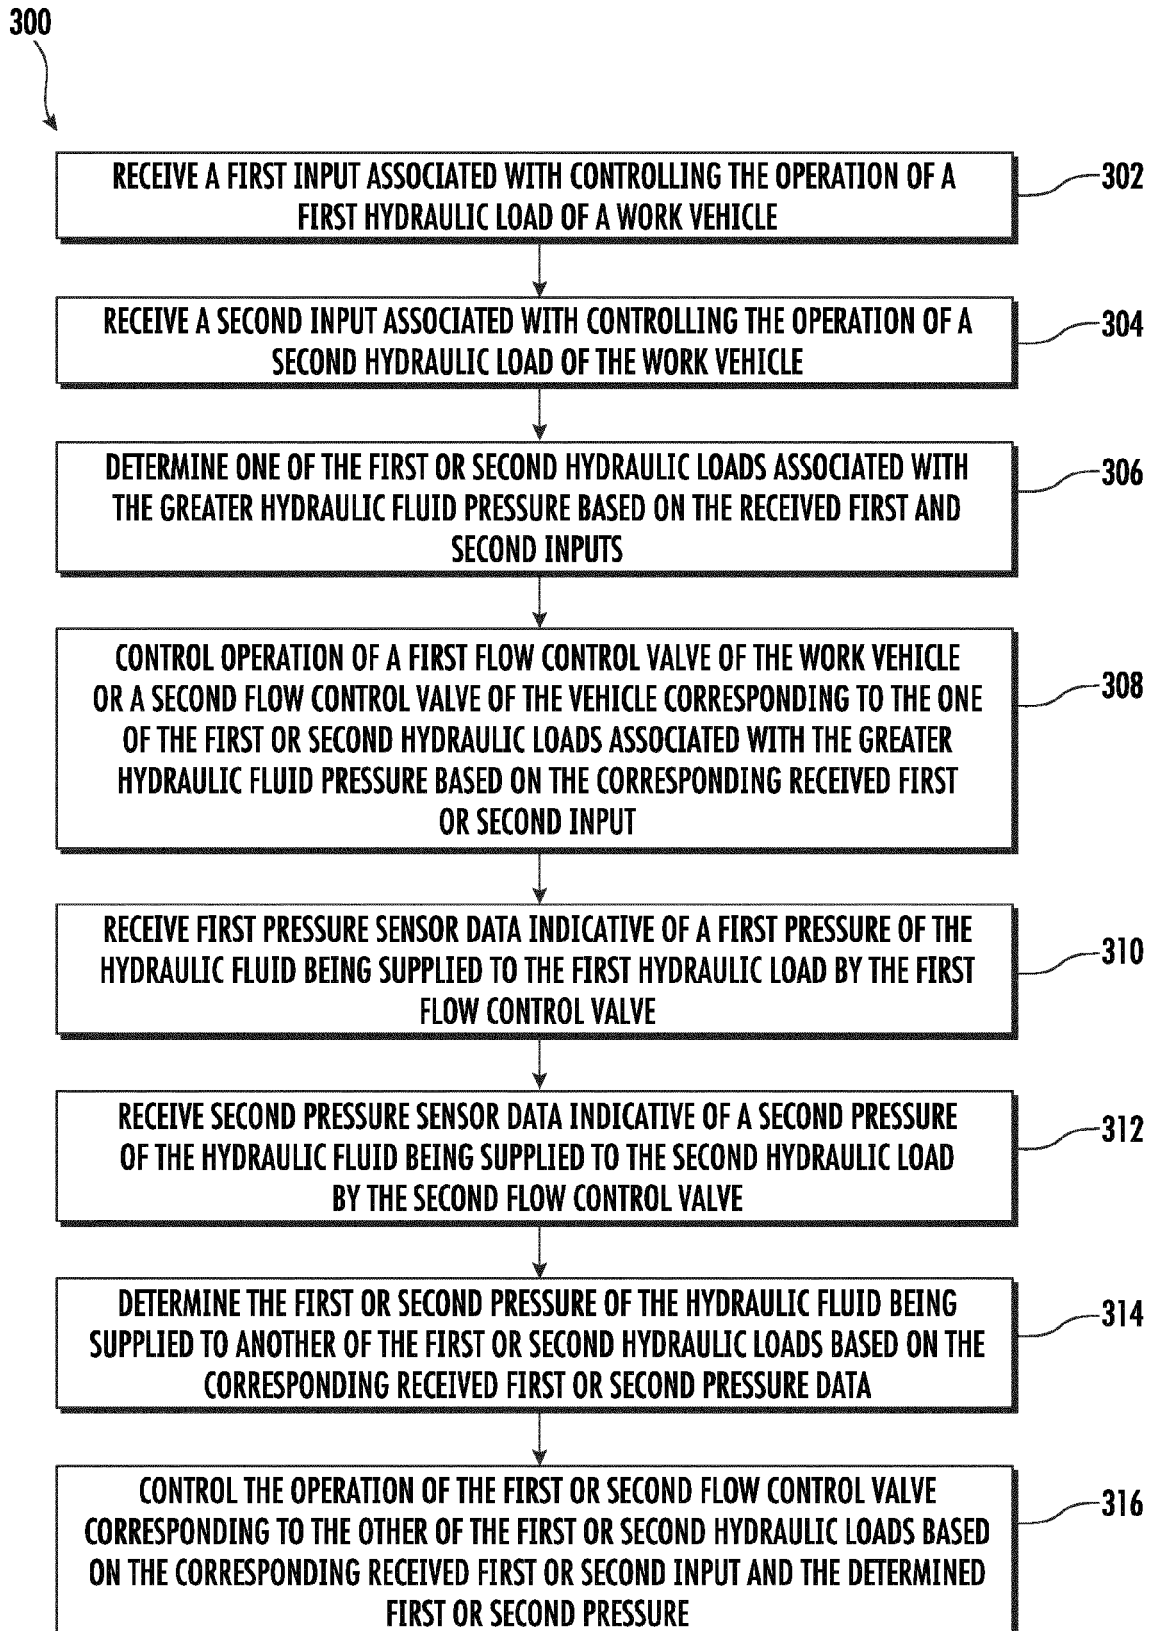 300
RECEIVE A FIRST INPUT ASSOCIATED WITH CONTROLLING THE OPERATION OF A
FIRST HYDRAULIC LOAD OF A WORK VEHICLE
302
RECEIVE A SECOND INPUT ASSOCIATED WITH CONTROLLING THE OPERATION OF A
SECOND HYDRAULIC LOAD OF THE WORK VEHICLE
304
DETERMINE ONE OF THE FIRST OR SECOND HYDRAULIC LOADS ASSOCIATED WITH
THE GREATER HYDRAULIC FLUID PRESSURE BASED ON THE RECEIVED FIRST AND
SECOND INPUTS
306
CONTROL OPERATION OF A FIRST FLOW CONTROL VALVE OF THE WORK VEHICLE
OR A SECOND FLOW CONTROL VALVE OF THE VEHICLE CORRESPONDING TO THE ONE
OF THE FIRST OR SECOND HYDRAULIC LOADS ASSOCIATED WITH THE GREATER
HYDRAULIC FLUID PRESSURE BASED ON THE CORRESPONDING RECEIVED FIRST
OR SECOND INPUT
308
RECEIVE FIRST PRESSURE SENSOR DATA INDICATIVE OF A FIRST PRESSURE OF THE
HYDRAULIC FLUID BEING SUPPLIED TO THE FIRST HYDRAULIC LOAD BY THE FIRST
FLOW CONTROL VALVE
310
RECEIVE SECOND PRESSURE SENSOR DATA INDICATIVE OF A SECOND PRESSURE
OF THE HYDRAULIC FLUID BEING SUPPLIED TO THE SECOND HYDRAULIC LOAD
BY THE SECOND FLOW CONTROL VALVE
312
DETERMINE THE FIRST OR SECOND PRESSURE OF THE HYDRAULIC FLUID BEING
SUPPLIED TO ANOTHER OF THE FIRST OR SECOND HYDRAULIC LOADS BASED ON THE
CORRESPONDING RECEIVED FIRST OR SECOND PRESSURE DATA
314
CONTROL THE OPERATION OF THE FIRST OR SECOND FLOW CONTROL VALVE
CORRESPONDING TO THE OTHER OF THE FIRST OR SECOND HYDRAULIC LOADS BASED
ON THE CORRESPONDING RECEIVED FIRST OR SECOND INPUT AND THE DETERMINED
FIRST OR SECOND PRESSURE
316